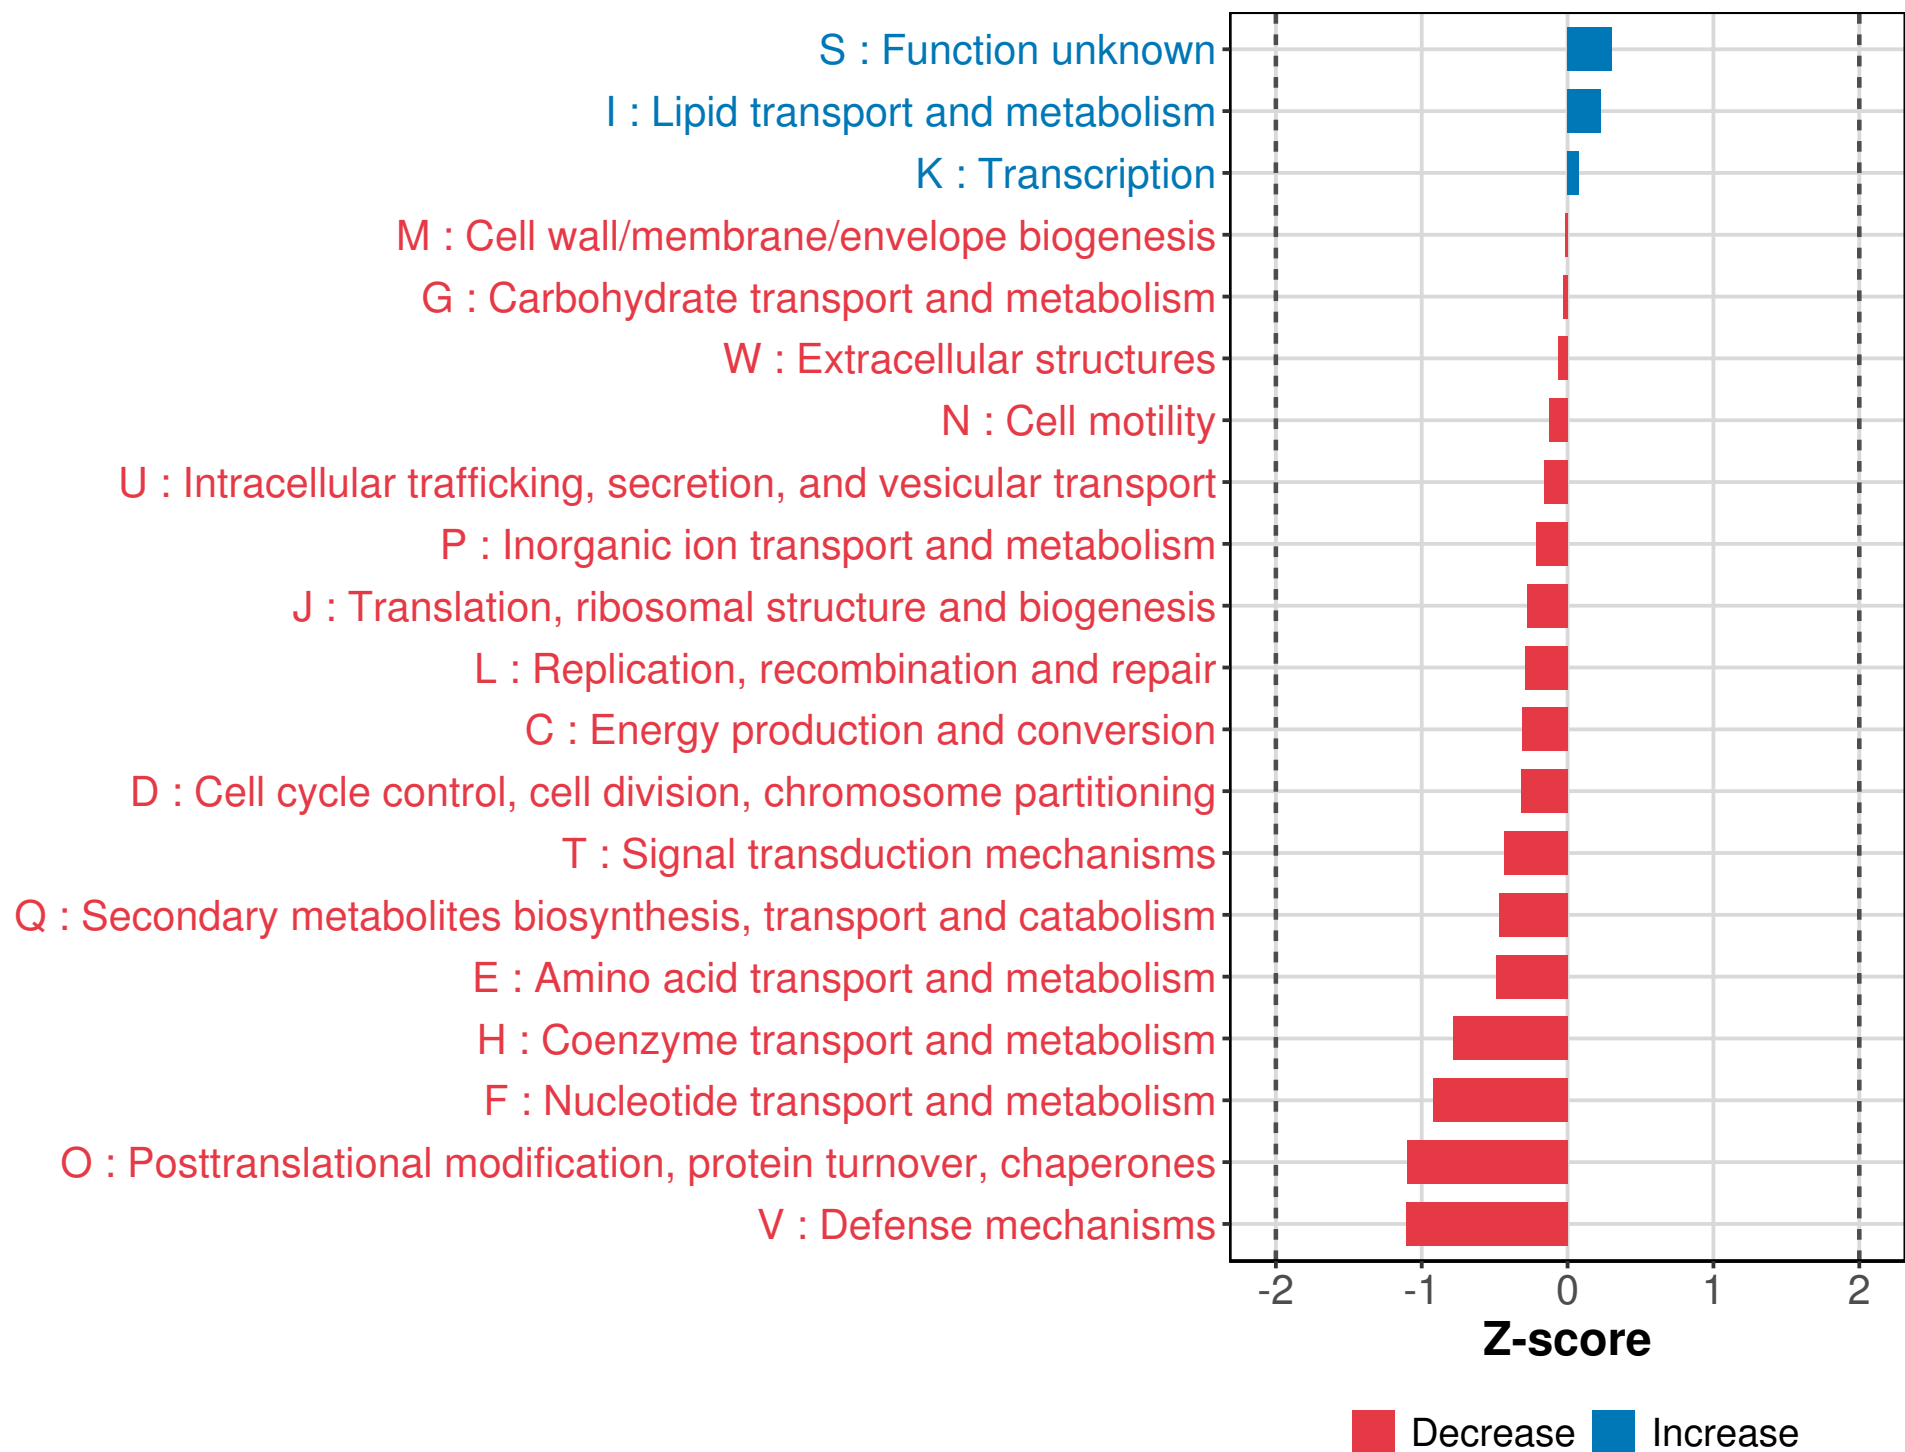 S : Function unknown
I : Lipid transport and metabolism
K : Transcription
M : Cell wall/membrane/envelope biogenesis
G : Carbohydrate transport and metabolism
W : Extracellular structures
N : Cell motility
U : Intracellular trafficking, secretion, and vesicular transport
P : Inorganic ion transport and metabolism
J : Translation, ribosomal structure and biogenesis
L : Replication, recombination and repair
C : Energy production and conversion
D : Cell cycle control, cell division, chromosome partitioning
T : Signal transduction mechanisms
Q : Secondary metabolites biosynthesis, transport and catabolism
E : Amino acid transport and metabolism
H : Coenzyme transport and metabolism
F : Nucleotide transport and metabolism
O : Posttranslational modification, protein turnover, chaperones
V : Defense mechanisms
-2 -1 0 1 2
Z-score
Decrease Increase